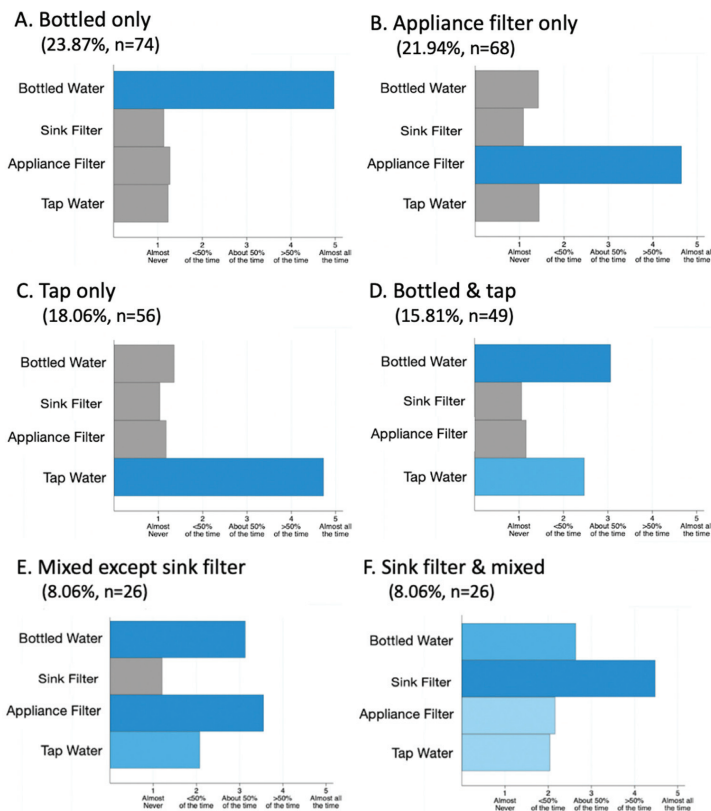 A. Bottled only
(23.87%, n=74)
Bottled Water
Sink Filter
Appliance Filter
Tap Water
1 2 3 4 5
Almost Never <50% of the time About 50% of the time >50% of the time Almost all the time
B. Appliance filter only
(21.94%, n=68)
Bottled Water
Sink Filter
Appliance Filter
Tap Water
1 2 3 4 5
Almost Never <50% of the time About 50% of the time >50% of the time Almost all the time
C. Tap only
(18.06%, n=56)
Bottled Water
Sink Filter
Appliance Filter
Tap Water
1 2 3 4 5
Almost Never <50% of the time About 50% of the time >50% of the time Almost all the time
D. Bottled & tap
(15.81%, n=49)
Bottled Water
Sink Filter
Appliance Filter
Tap Water
1 2 3 4 5
Almost Never <50% of the time About 50% of the time >50% of the time Almost all the time
E. Mixed except sink filter
(8.06%, n=26)
Bottled Water
Sink Filter
Appliance Filter
Tap Water
1 2 3 4 5
Almost Never <50% of the time About 50% of the time >50% of the time Almost all the time
F. Sink filter & mixed
(8.06%, n=26)
Bottled Water
Sink Filter
Appliance Filter
Tap Water
1 2 3 4 5
Almost Never <50% of the time About 50% of the time >50% of the time Almost all the time